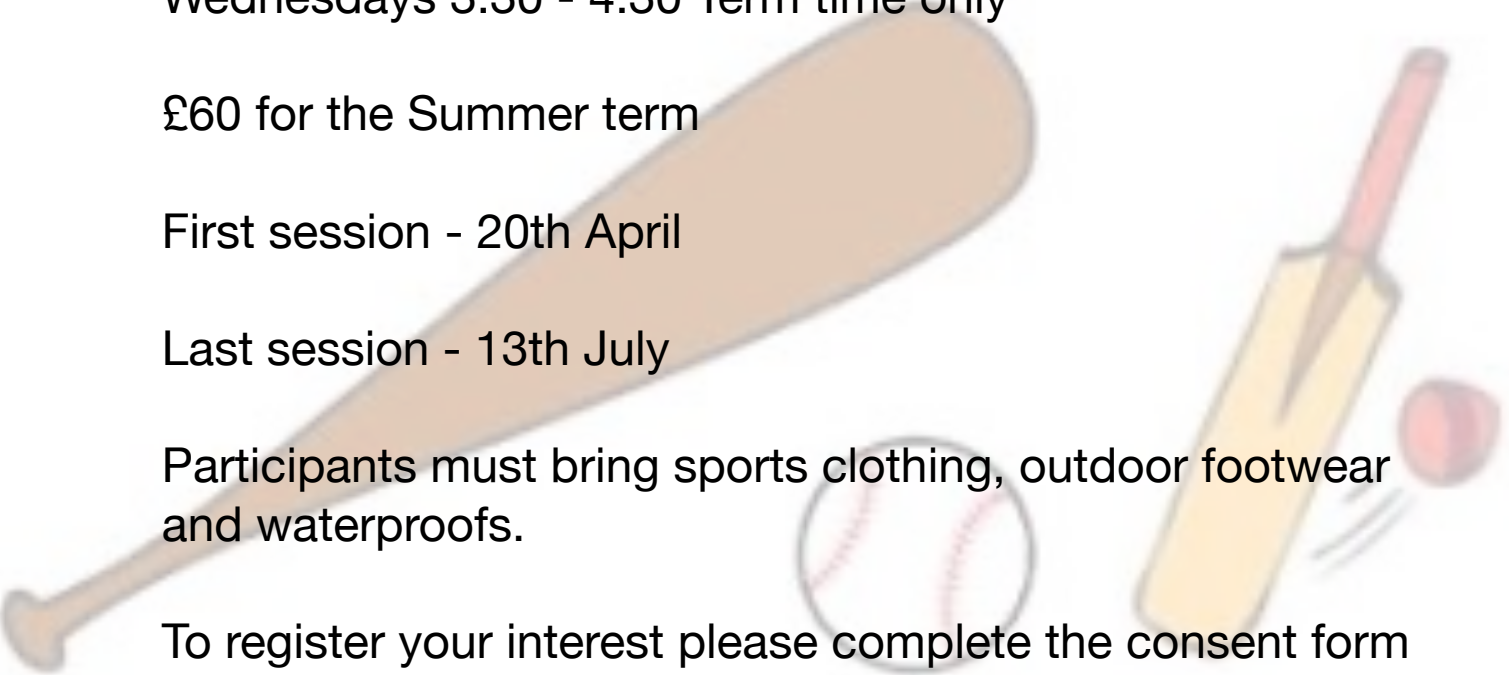 Wednesdays 3:30 - 4:30 Term time only
£60 for the Summer term
First session - 20th April
Last session - 13th July
Participants must bring sports clothing, outdoor footwear
and waterproofs.
To register your interest please complete the consent form